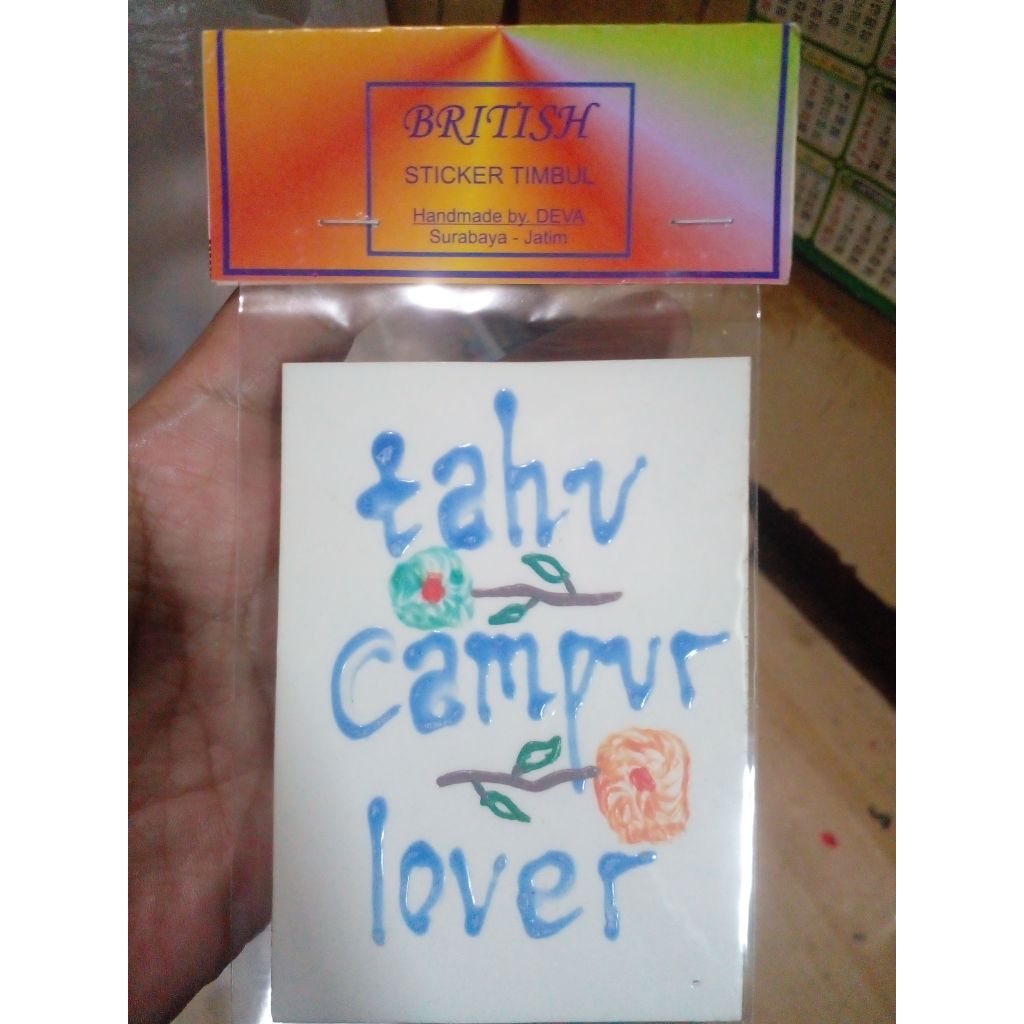 BRITISH
STICKER TIMBUL
Handmade by. DEVA
Surabaya - Jatim
tahu
campur
lover